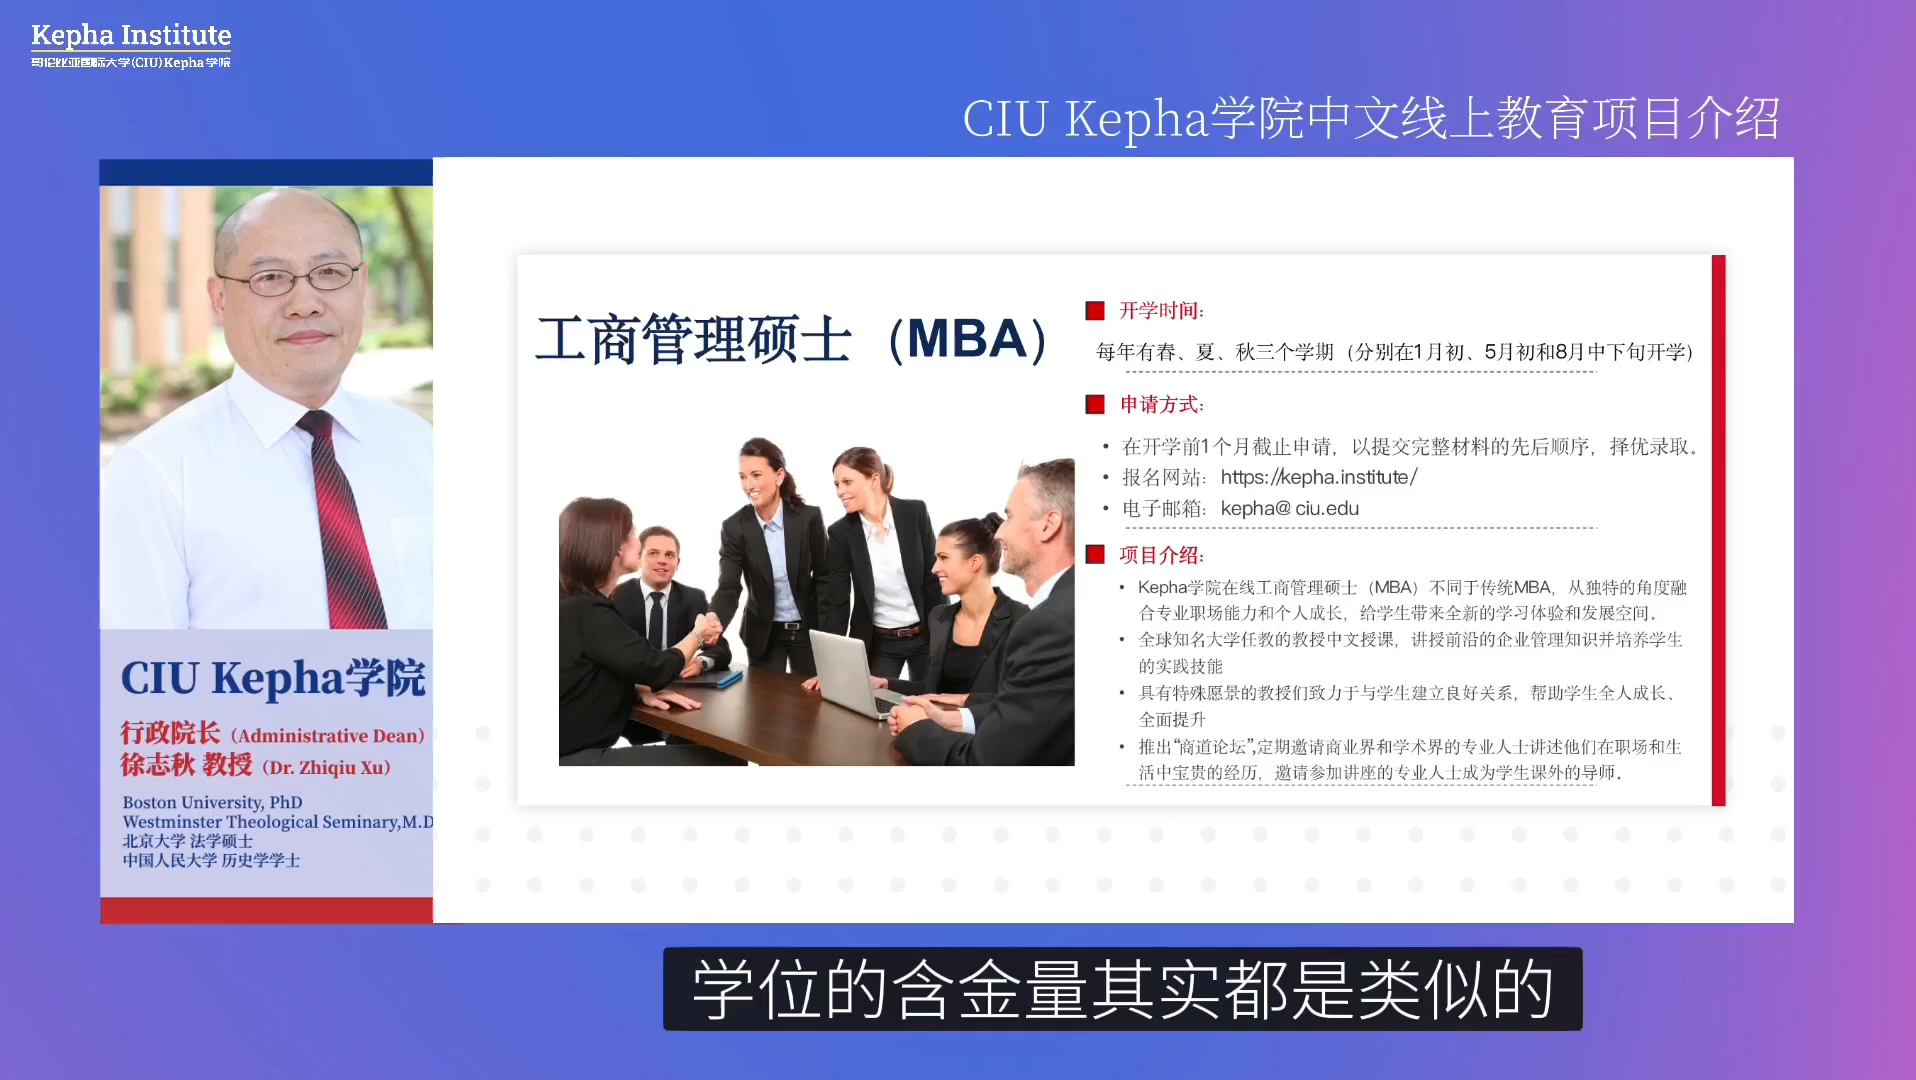 Kepha Institute
哥伦比亚国际大学(CIU)Kepha学院
CIU Kepha学院中文线上教育项目介绍
CIU Kepha学院
行政院长（Administrative Dean）
徐志秋 教授（Dr. Zhiqiu Xu）
Boston University, PhD
Westminster Theological Seminary,M.D
北京大学 法学硕士
中国人民大学 历史学学士
工商管理硕士（MBA）
开学时间:
每年有春、夏、秋三个学期（分别在1月初、5月初和8月中下旬开学）
申请方式:
• 在开学前1个月截止申请，以提交完整材料的先后顺序，择优录取。
• 报名网站： https://kepha.institute/
• 电子邮箱： kepha@ciu.edu
项目介绍:
• Kepha学院在线工商管理硕士（MBA）不同于传统MBA，从独特的角度融
合专业职场能力和个人成长，给学生带来全新的学习体验和发展空间。
• 全球知名大学任教的教授中文授课，讲授前沿的企业管理知识并培养学生
的实践技能
• 具有特殊愿景的教授们致力于与学生建立良好关系，帮助学生全人成长、
全面提升
• 推出“商道论坛”,定期邀请商业界和学术界的专业人士讲述他们在职场和生
活中宝贵的经历，邀请参加讲座的专业人士成为学生课外的导师。
学位的含金量其实都是类似的